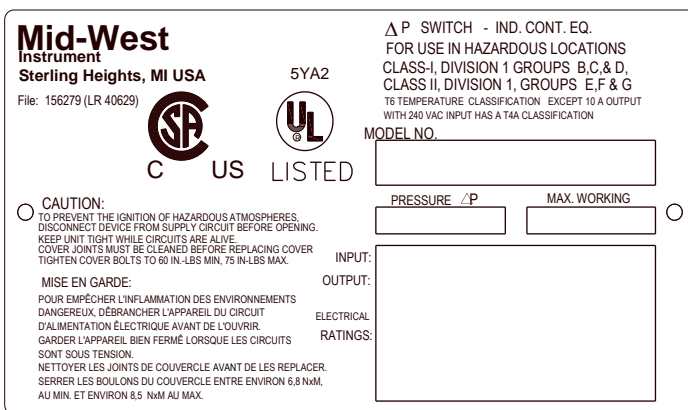 Mid-West
Instrument
Sterling Heights, MI USA
File: 156279 (LR 40629)
SA
C US
5YA2
UL
®
LISTED
Δ P SWITCH - IND. CONT. EQ.
FOR USE IN HAZARDOUS LOCATIONS
CLASS-I, DIVISION 1 GROUPS B,C,& D,
CLASS II, DIVISION 1, GROUPS E,F & G
T6 TEMPERATURE CLASSIFICATION EXCEPT 10 A OUTPUT
WITH 240 VAC INPUT HAS A T4A CLASSIFICATION
MODEL NO.
PRESSURE ΔP
MAX. WORKING
CAUTION:
TO PREVENT THE IGNITION OF HAZARDOUS ATMOSPHERES,
DISCONNECT DEVICE FROM SUPPLY CIRCUIT BEFORE OPENING.
KEEP UNIT TIGHT WHILE CIRCUITS ARE ALIVE.
COVER JOINTS MUST BE CLEANED BEFORE REPLACING COVER
TIGHTEN COVER BOLTS TO 60 IN.-LBS MIN, 75 IN-LBS MAX.
MISE EN GARDE:
POUR EMPÊCHER L'INFLAMMATION DES ENVIRONNEMENTS
DANGEREUX, DÊBRANCHER L'APPAREIL DU CIRCUIT
D'ALIMENTATION ÊLECTRIQUE AVANT DE L'OUVRIR.
GARDER L'APPAREIL BIEN FERMÊ LORSQUE LES CIRCUITS
SONT SOUS TENSION.
NETTOYER LES JOINTS DE COUVERCLE AVANT DE LES REPLACER.
SERRER LES BOULONS DU COUVERCLE ENTRE ENVIRON 6,8 NxM,
AU MIN. ET ENVIRON 8,5 NxM AU MAX.
INPUT:
OUTPUT:
ELECTRICAL
RATINGS: